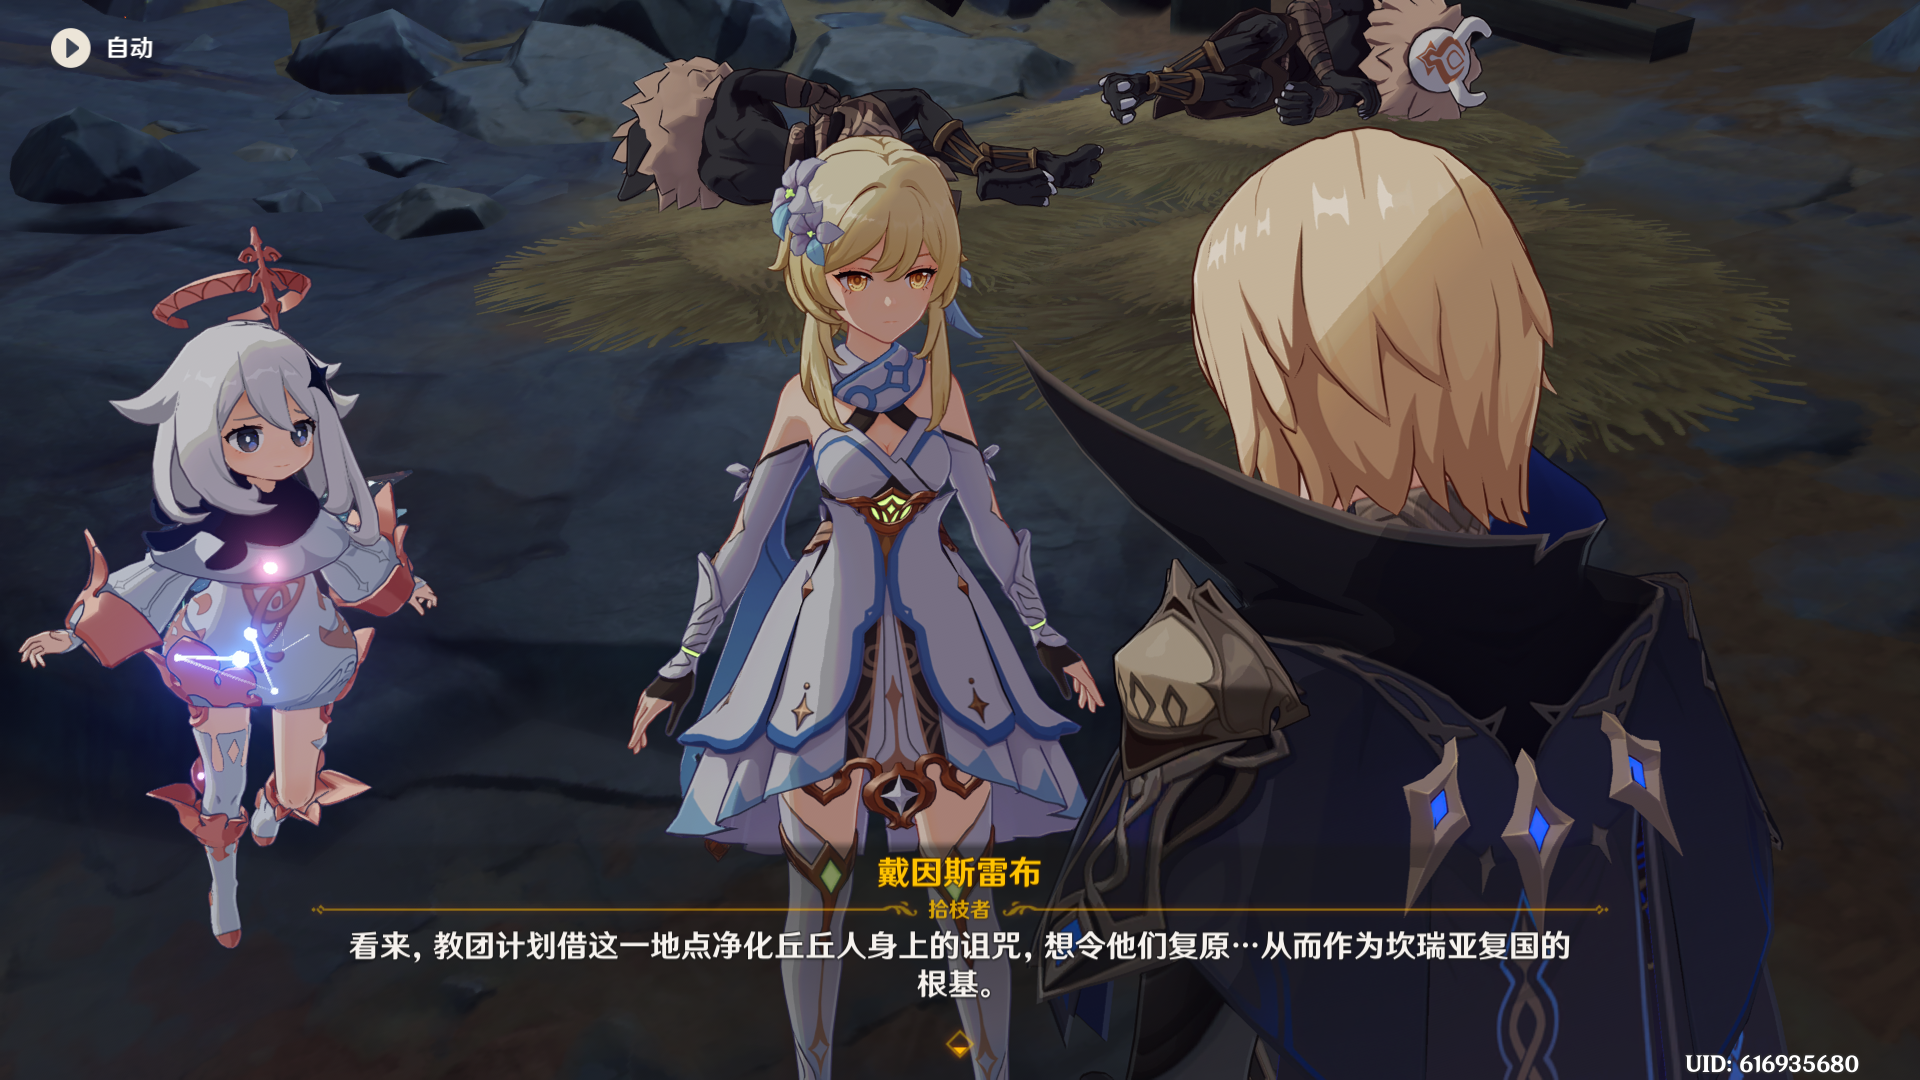 自动
戴因斯雷布
拾枝者
看来，教团计划借这一地点净化丘丘人身上的诅咒，想令他们复原…从而作为坎瑞亚复国的
根基。
UID: 616935680